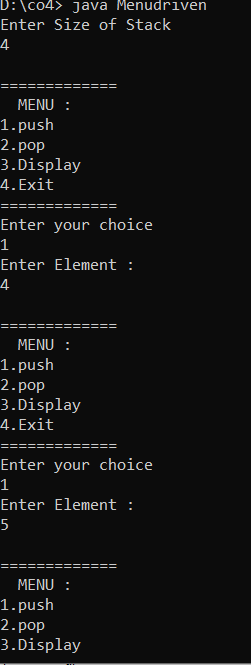 D:\co4> java Menudriven
Enter Size of Stack
4
=============
  MENU :
1.push
2.pop
3.Display
4.Exit
=============
Enter your choice
1
Enter Element :
4
=============
  MENU :
1.push
2.pop
3.Display
4.Exit
=============
Enter your choice
1
Enter Element :
5
=============
  MENU :
1.push
2.pop
3.Display